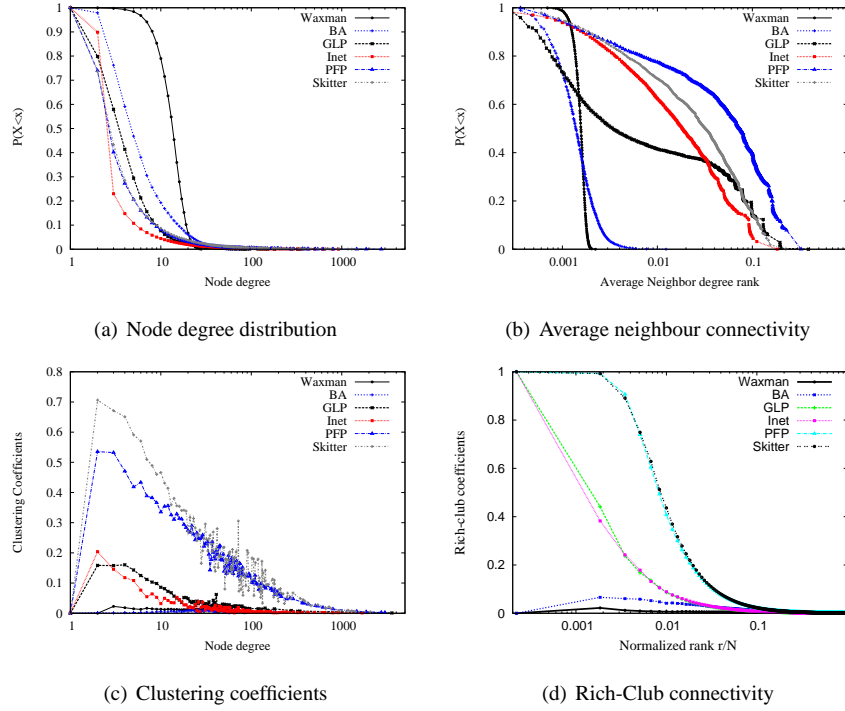 P(X<x)
1
0.9
0.8
0.7
0.6
0.5
0.4
0.3
0.2
0.1
0
1
10
100
1000
Node degree
Waxman
BA
GLP
Inet
PFP
Skitter
(a) Node degree distribution
P(X<x)
1
0.8
0.6
0.4
0.2
0
0.001
0.01
0.1
Average Neighbor degree rank
Waxman
BA
GLP
Inet
PFP
Skitter
(b) Average neighbour connectivity
Clustering Coefficients
0.8
0.7
0.6
0.5
0.4
0.3
0.2
0.1
0
1
10
100
1000
Node degree
Waxman
BA
GLP
Inet
PFP
Skitter
(c) Clustering coefficients
Rich-club coefficients
1
0.8
0.6
0.4
0.2
0
0.001
0.01
0.1
Normalized rank r/N
Waxman
BA
GLP
Inet
PFP
Skitter
(d) Rich-Club connectivity